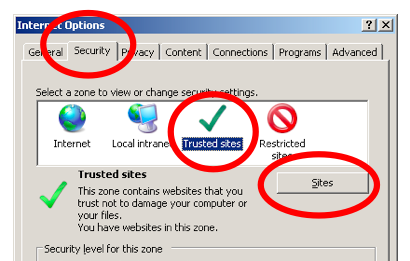 Internet Options
General Security Privacy Content Connections Programs Advanced
Select a zone to view or change security settings.
Internet Local intranet Trusted sites Restricted
sites
Trusted sites
Sites
This zone contains websites that you
trust not to damage your computer or
your files.
You have websites in this zone.
Security level for this zone